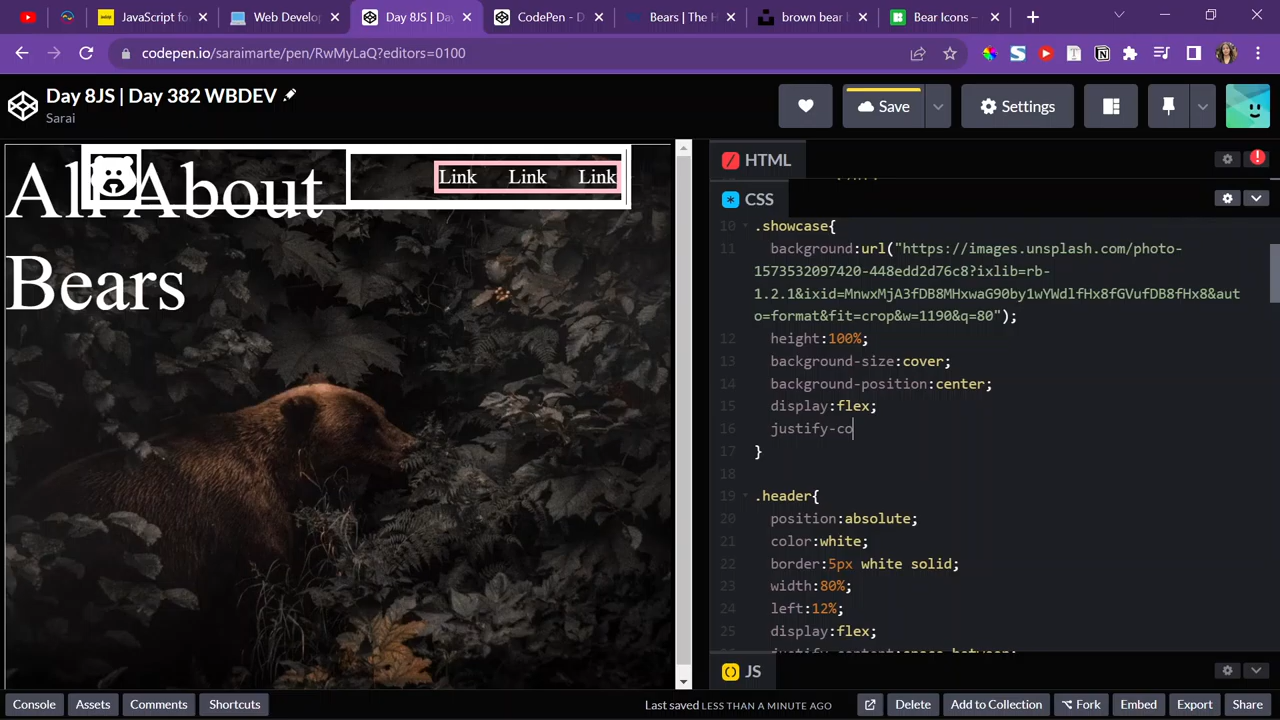 JavaScript fo
Web Develop
Day 8JS | Day
CodePen - D
Bears | The H
brown bear b
Bear Icons –
codepen.io/saraimarte/pen/RwMyLaQ?editors=0100
Day 8JS | Day 382 WBDEV
Sarai
Save
Settings
All About
Bears
Link Link Link
HTML
CSS
10 .showcase{
11 background:url("https://images.unsplash.com/photo-
1573532097420-448edd2d76c8?ixlib=rb-
1.2.1&ixid=MnwxMjA3fDB8MHxwaG90by1wYWdlfHx8fGVufDB8fHx8&aut
o=format&fit=crop&w=1190&q=80");
12 height:100%;
13 background-size:cover;
14 background-position:center;
15 display:flex;
16 justify-co
17 }
18
19 .header{
20 position:absolute;
21 color:white;
22 border:5px white solid;
23 width:80%;
24 left:12%;
25 display:flex;
justify-content:space-between;
JS
Console
Assets
Comments
Shortcuts
Last saved LESS THAN A MINUTE AGO
Delete
Add to Collection
Fork
Embed
Export
Share